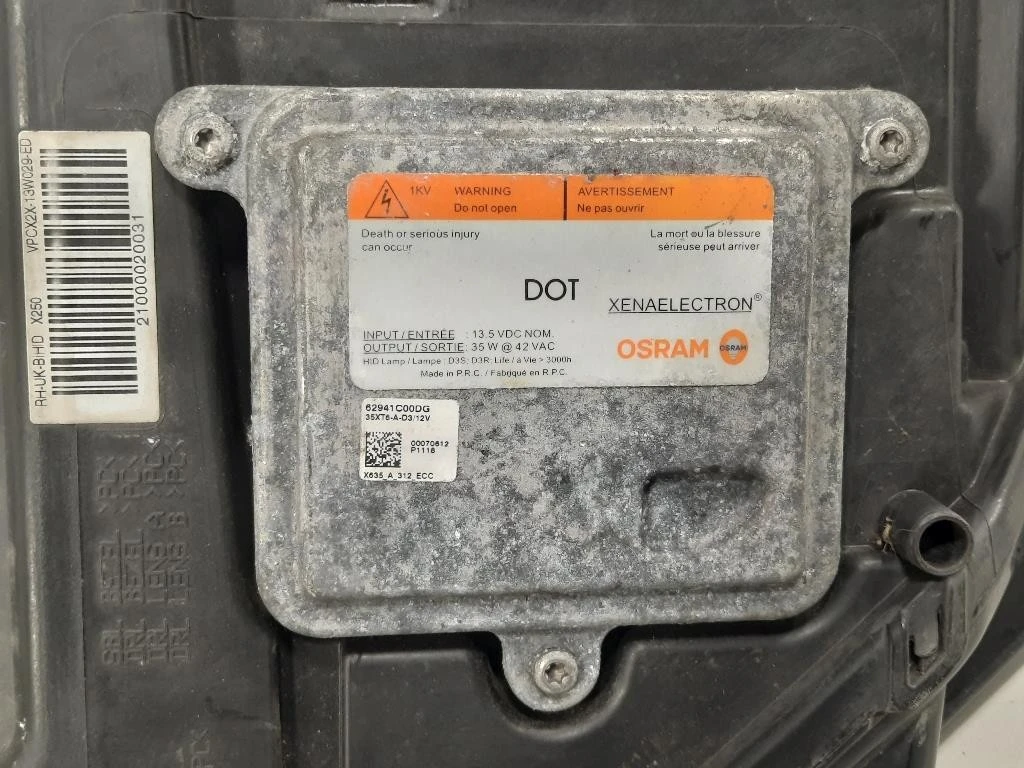 RH-UK-BIHID X250 VPCX2X-13W029-ED
21000020031
1KV WARNING AVERTISSEMENT
Do not open Ne pas ouvrir
Death or serious injury La mort ou la blessure
can occur sérieuse peut arriver
DOT XENAELECTRON®
INPUT / ENTRÉE : 13.5 VDC NOM.
OUTPUT / SORTIE: 35 W @ 42 VAC
OSRAM OSRAM
HID Lamp / Lampe : D3S; D3R; Life / à Vie > 3000h
Made in P.R.C. / Fabriqué en R.P.C.
62941C00DG
35XT6-A-D3/12V
00070612
P1118
X635_A_312_ECC
LENS A
LENS B